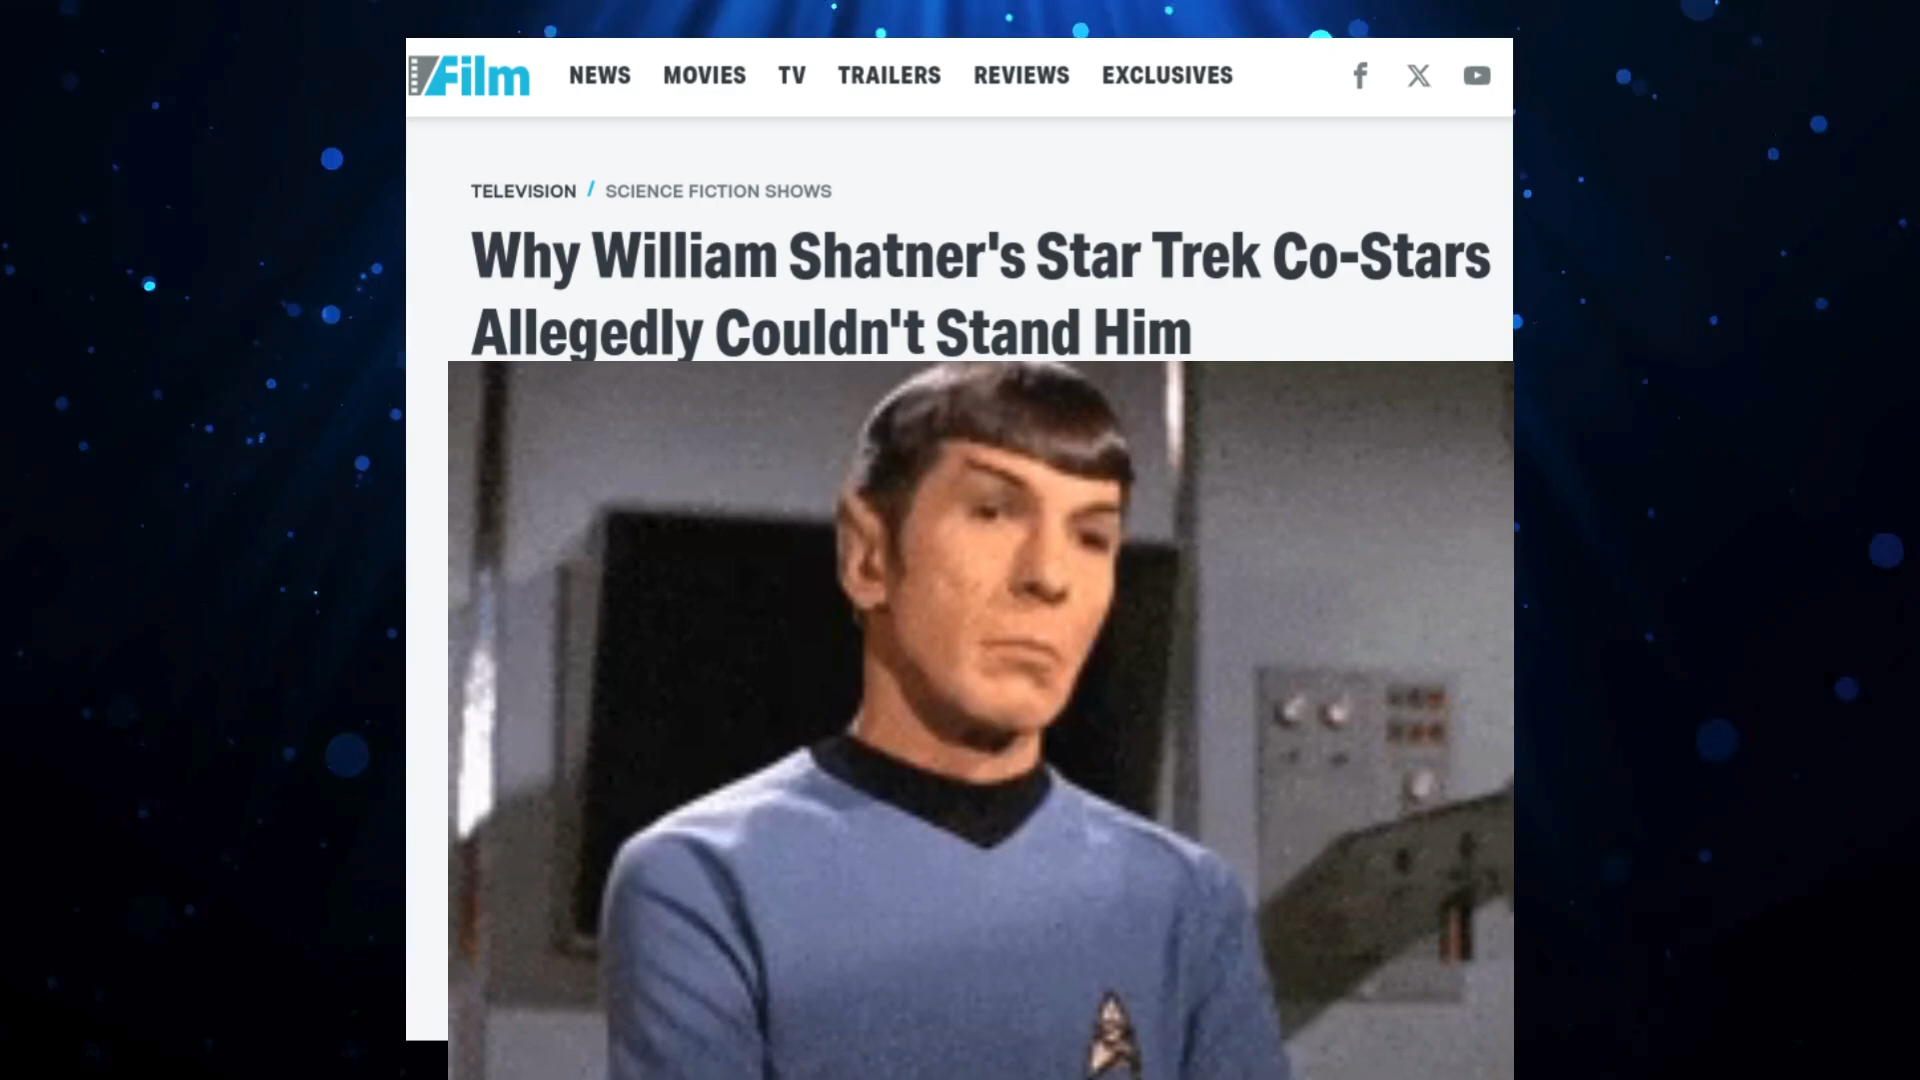 /Film
NEWS MOVIES TV TRAILERS REVIEWS EXCLUSIVES
TELEVISION / SCIENCE FICTION SHOWS
Why William Shatner's Star Trek Co-Stars
Allegedly Couldn't Stand Him